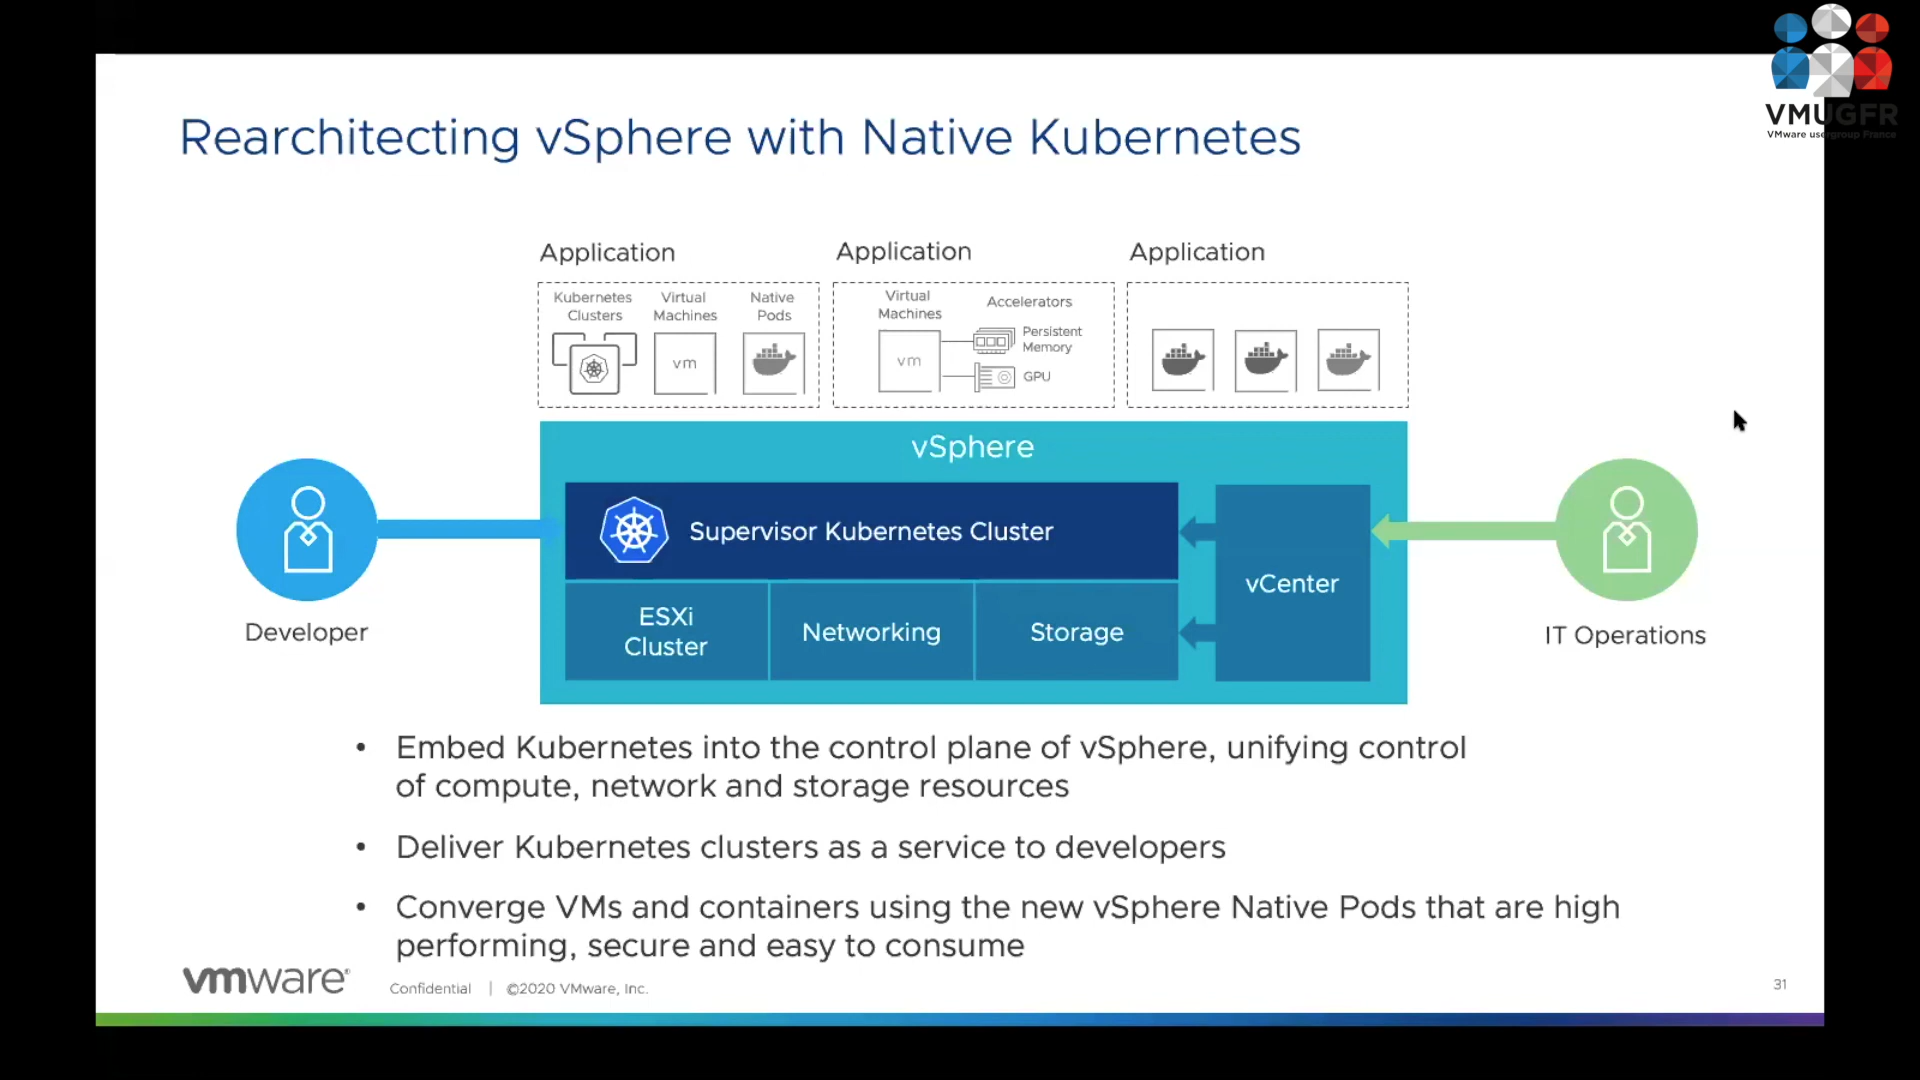 VMUGFR
VMware usergroup France
Rearchitecting vSphere with Native Kubernetes
Application
Application
Application
Kubernetes
Clusters
Virtual
Machines
Native
Pods
vm
Virtual
Machines
Accelerators
vm
Persistent
Memory
GPU
vSphere
Supervisor Kubernetes Cluster
ESXi
Cluster
Networking
Storage
vCenter
Developer
IT Operations
• Embed Kubernetes into the control plane of vSphere, unifying control
of compute, network and storage resources
• Deliver Kubernetes clusters as a service to developers
• Converge VMs and containers using the new vSphere Native Pods that are high
performing, secure and easy to consume
vmware®
Confidential | ©2020 VMware, Inc.
31